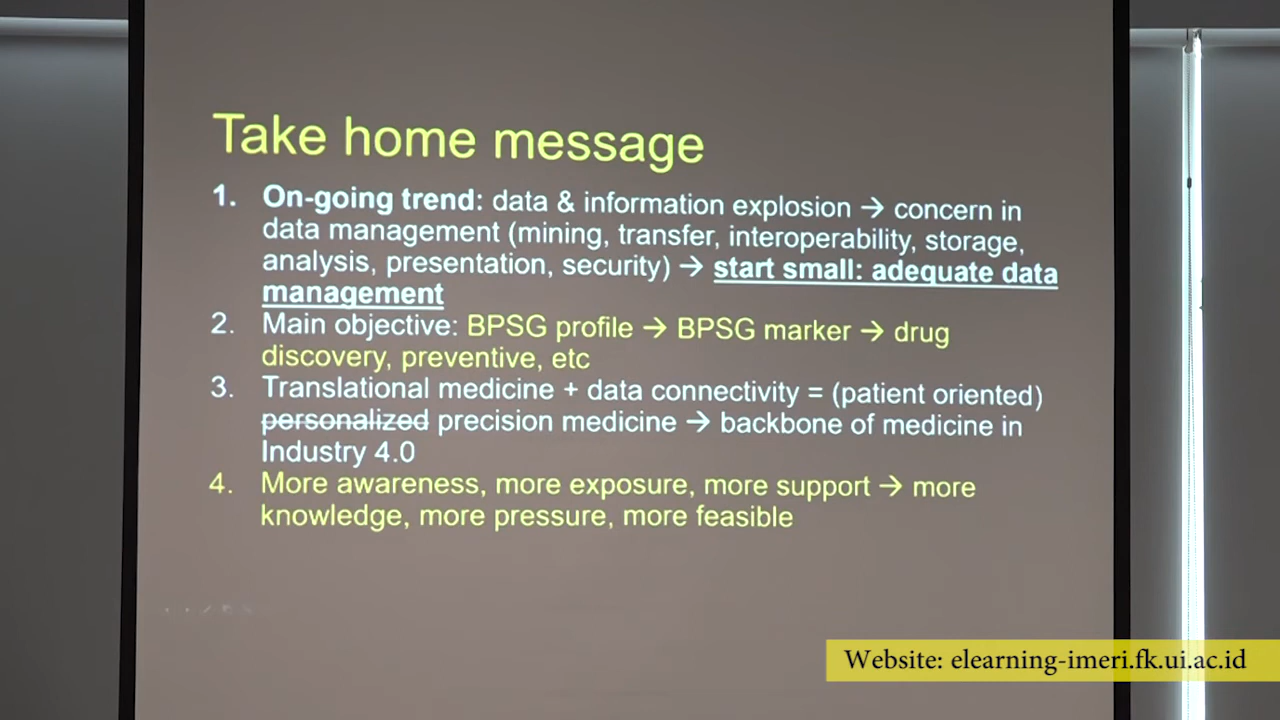 Take home message
1. On-going trend: data & information explosion → concern in
data management (mining, transfer, interoperability, storage,
analysis, presentation, security) → start small: adequate data
management
2. Main objective: BPSG profile → BPSG marker → drug
discovery, preventive, etc
3. Translational medicine + data connectivity = (patient oriented)
personalized precision medicine → backbone of medicine in
Industry 4.0
4. More awareness, more exposure, more support → more
knowledge, more pressure, more feasible
Website: elearning-imeri.fk.ui.ac.id